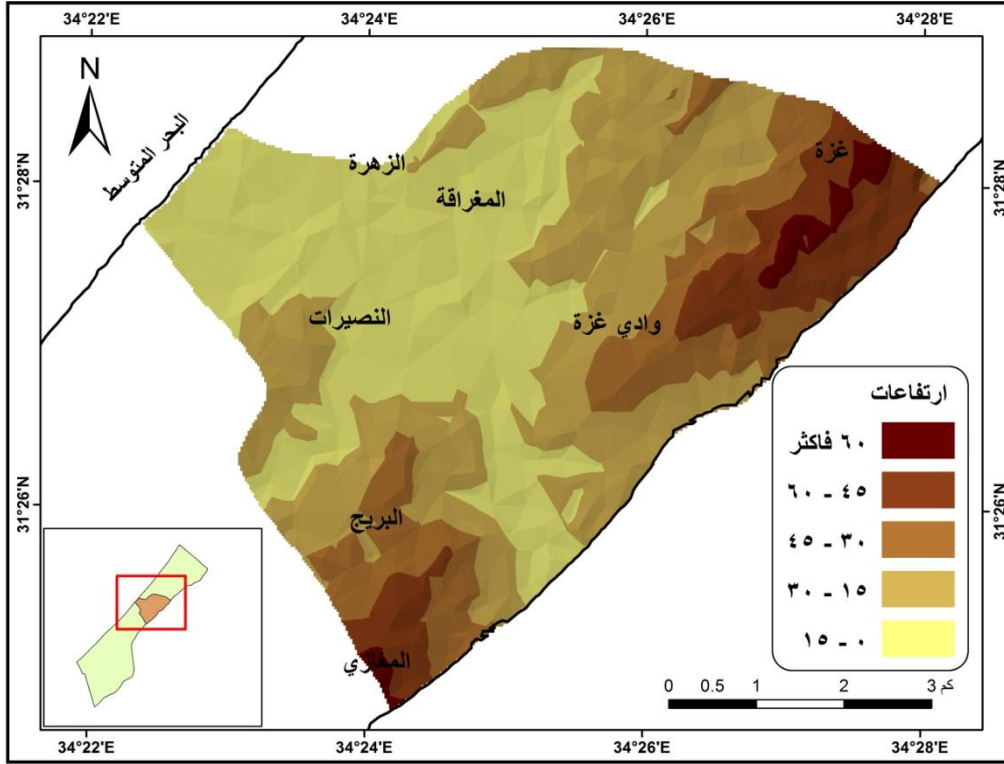 34°22'E
34°24'E
34°26'E
34°28'E
N
البحر المتوسط
31°28'N
31°28'N
الزهرة
المغراقة
غزة
النصيرات
وادي غزة
البريج
المغازي
31°26'N
31°26'N
ارتفاعات
٦٠ فاكثر
٤٥ - ٦٠
٣٠ - ٤٥
١٥ - ٣٠
٠ - ١٥
0 0.5 1 2 3 كم
34°22'E
34°24'E
34°26'E
34°28'E